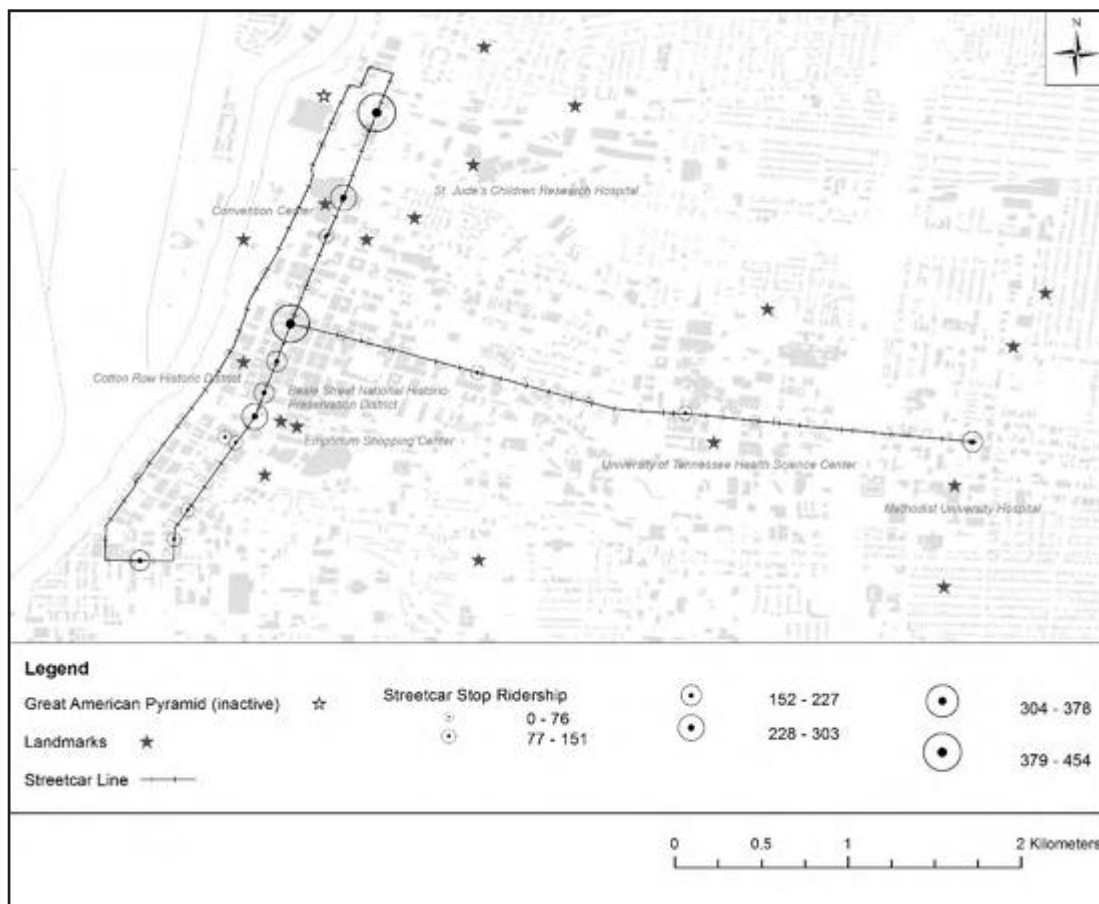 N
St. Jude's Children Research Hospital
Convention Center
Cotton Row Historic District
Beale Street National Historic
Preservation District
Emporium Shopping Center
University of Tennessee Health Science Center
Methodist University Hospital
Legend
Great American Pyramid (inactive)
Landmarks
Streetcar Line
Streetcar Stop Ridership
0 - 76
77 - 151
152 - 227
228 - 303
304 - 378
379 - 454
0 0.5 1 2 Kilometers